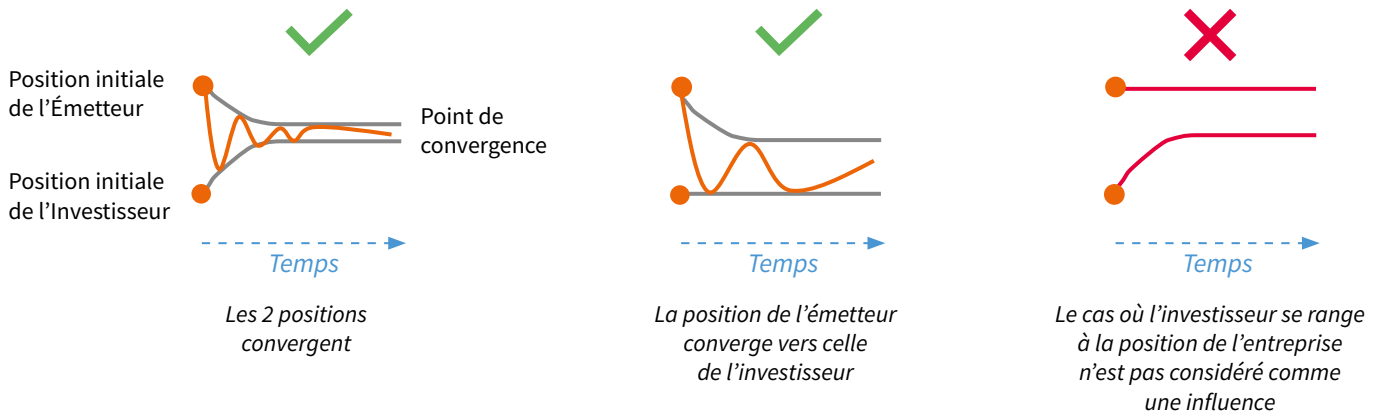 Position initiale
de l’Émetteur
Point de
convergence
Position initiale
de l’Investisseur
Temps
Les 2 positions
convergent
Temps
La position de l’émetteur
converge vers celle
de l’investisseur
Temps
Le cas où l’investisseur se range
à la position de l’entreprise
n’est pas considéré comme
une influence